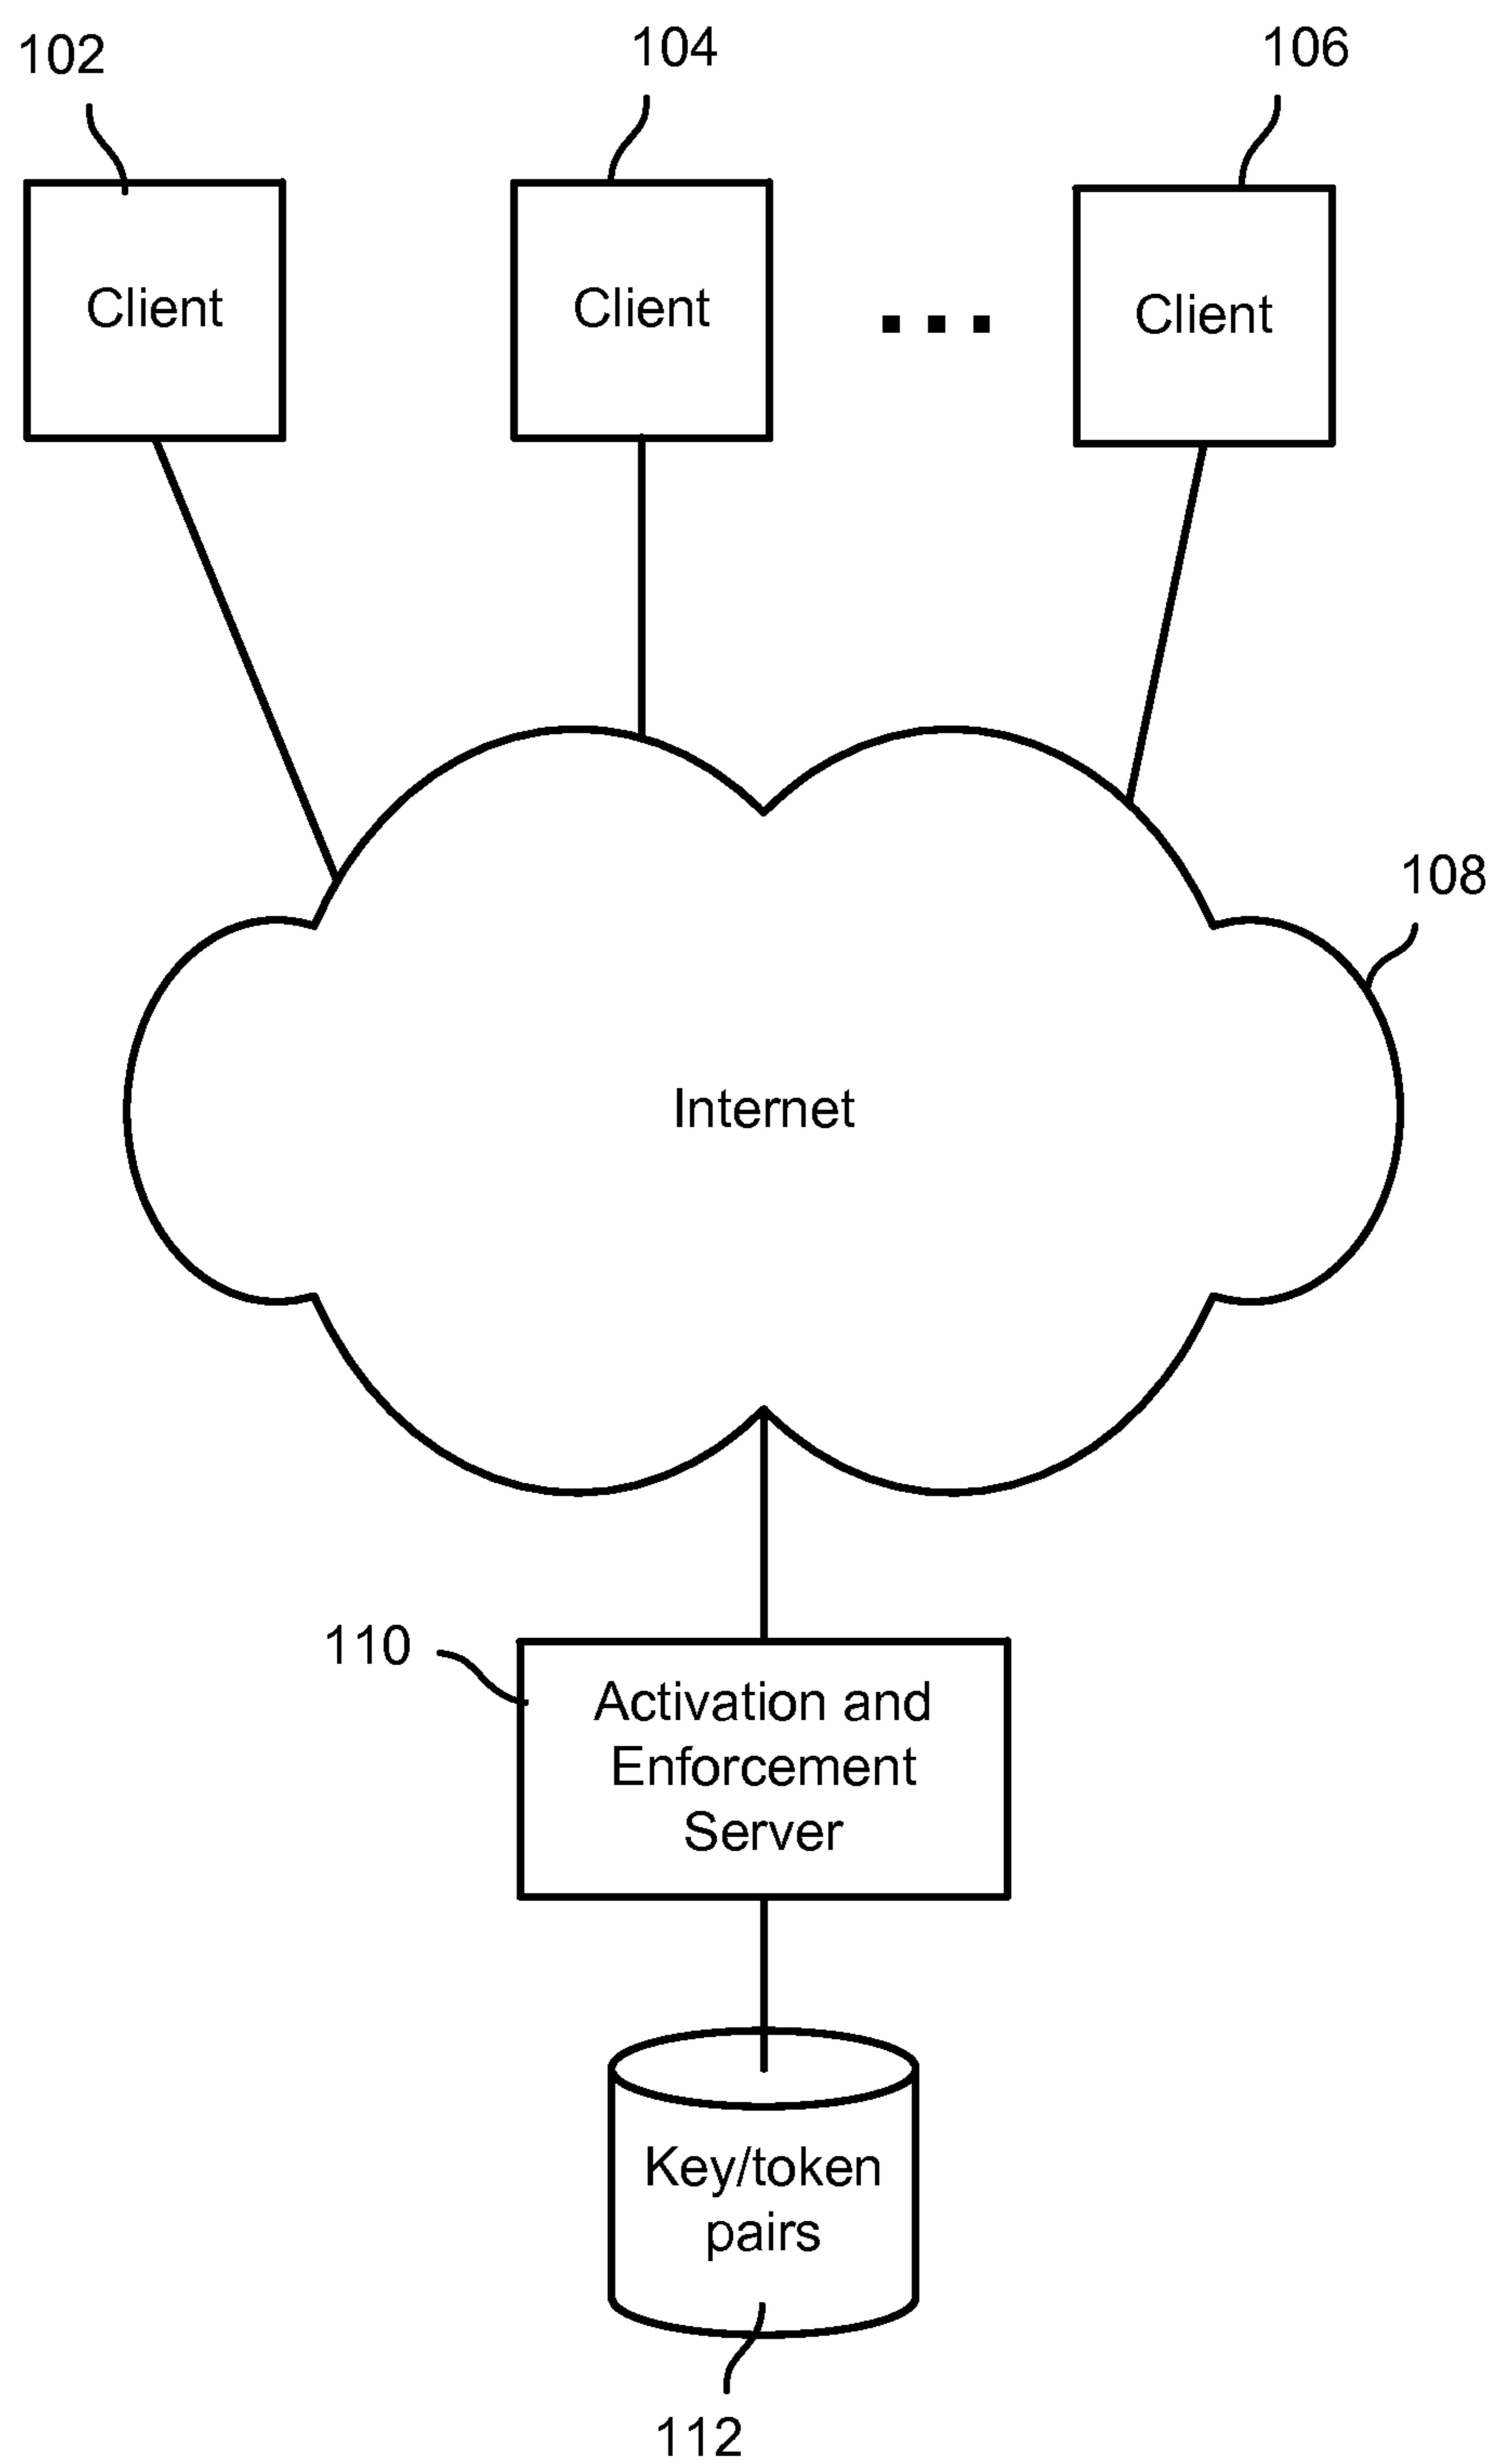 102
104
106
Client
Client
Client
108
Internet
110
Activation and
Enforcement
Server
Key/token
pairs
112